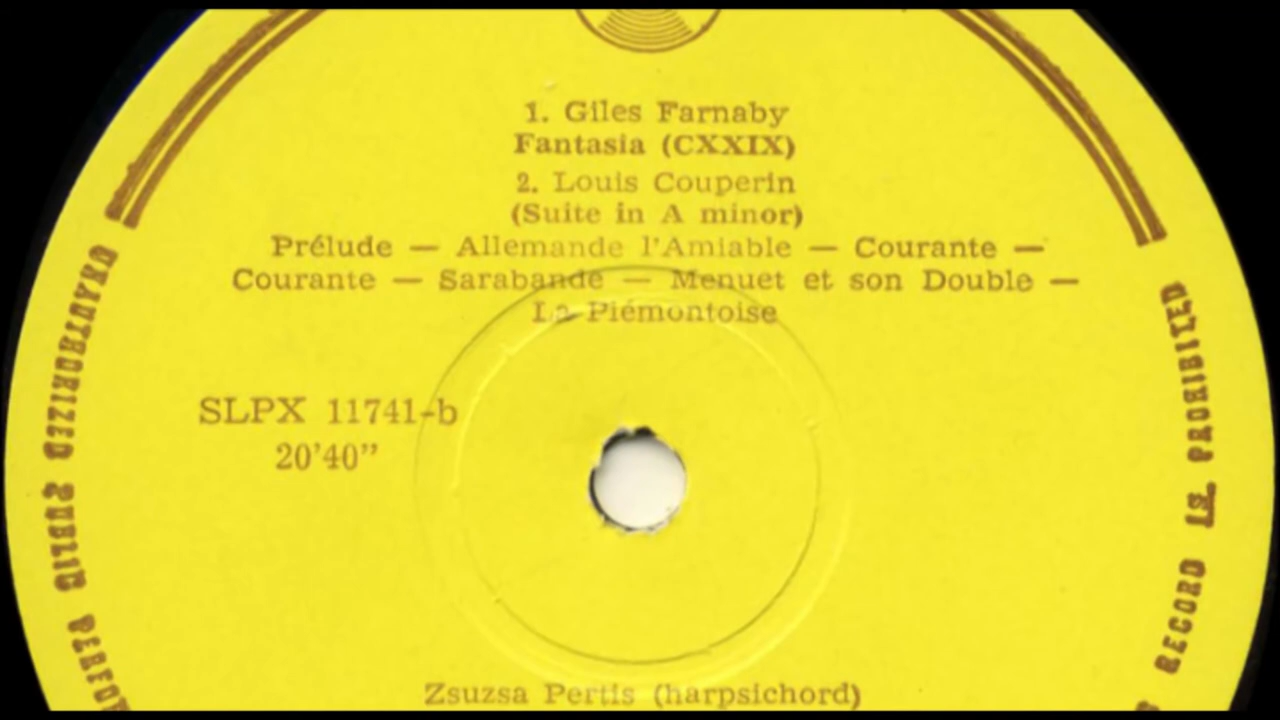 1. Giles Farnaby
Fantasia (CXXIX)
2. Louis Couperin
(Suite in A minor)
Prélude — Allemande l'Amiable — Courante —
Courante — Sarabande — Menuet et son Double —
La Piémontoise
SLPX 11741-b
20'40”
Zsuzsa Pertis (harpsichord)
PUBLIC
RECORD IS PROHIBITED